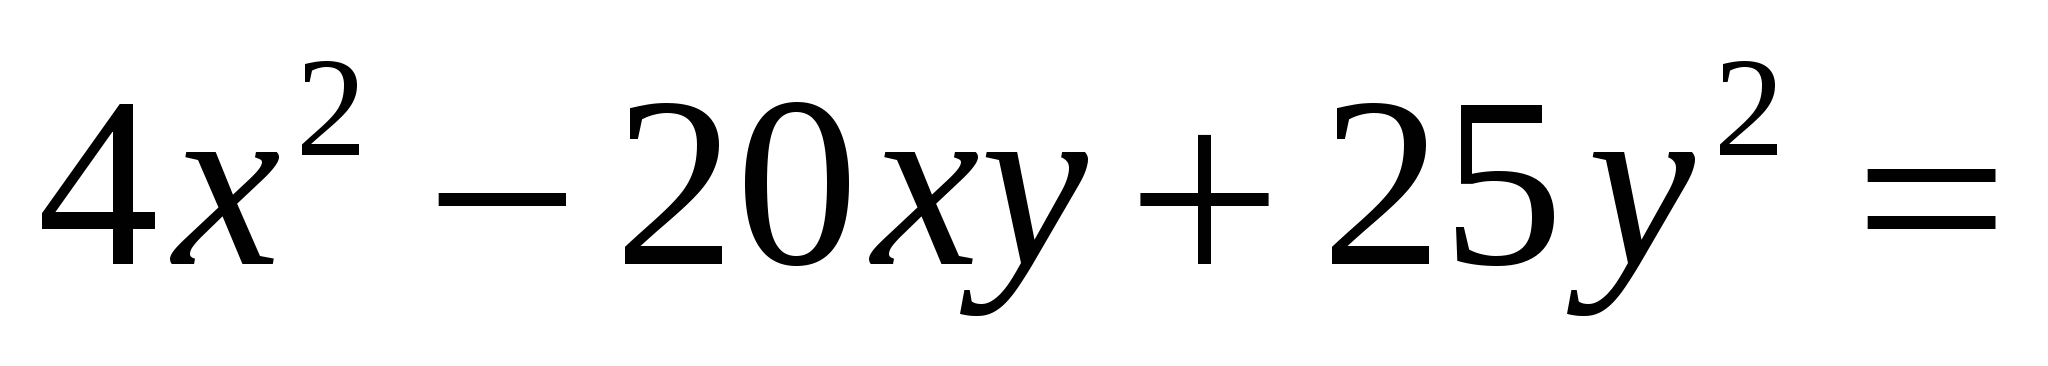 4x² − 20xy + 25y² =